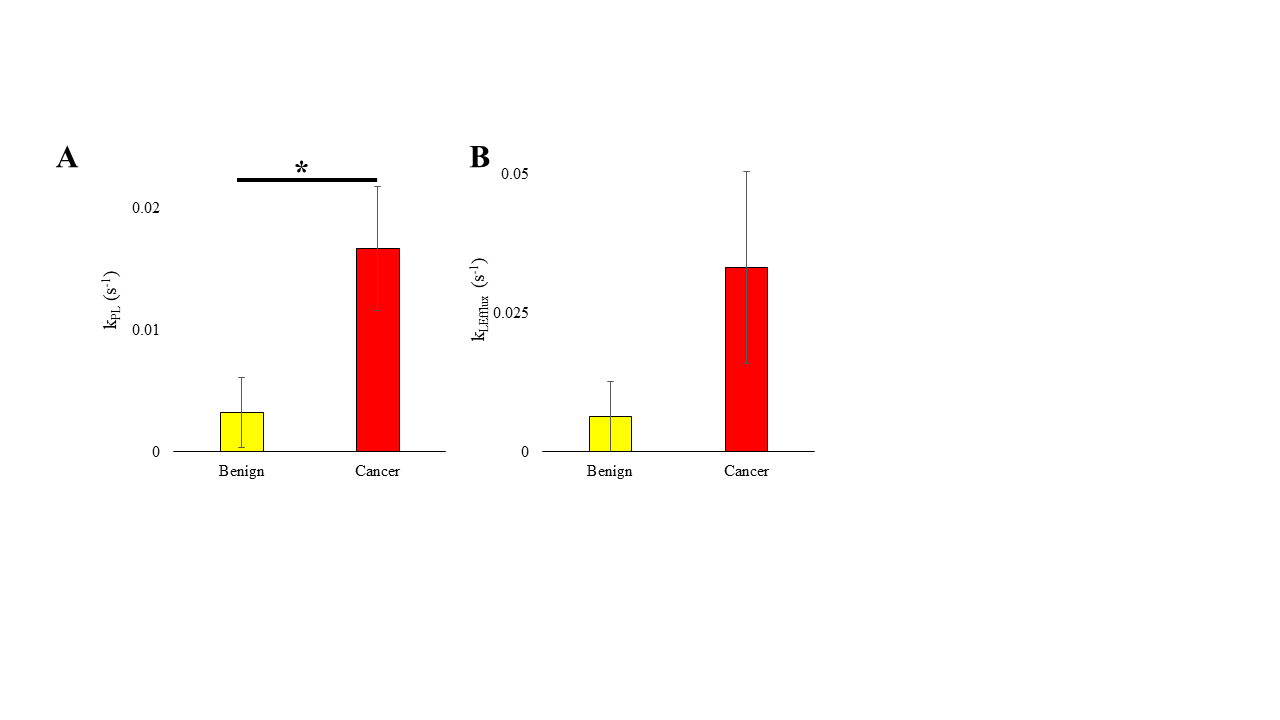 A
*
0.02
0.01
0
kPL (s-1)
Benign
Cancer
B
0.05
0.025
0
kLEfflux (s-1)
Benign
Cancer